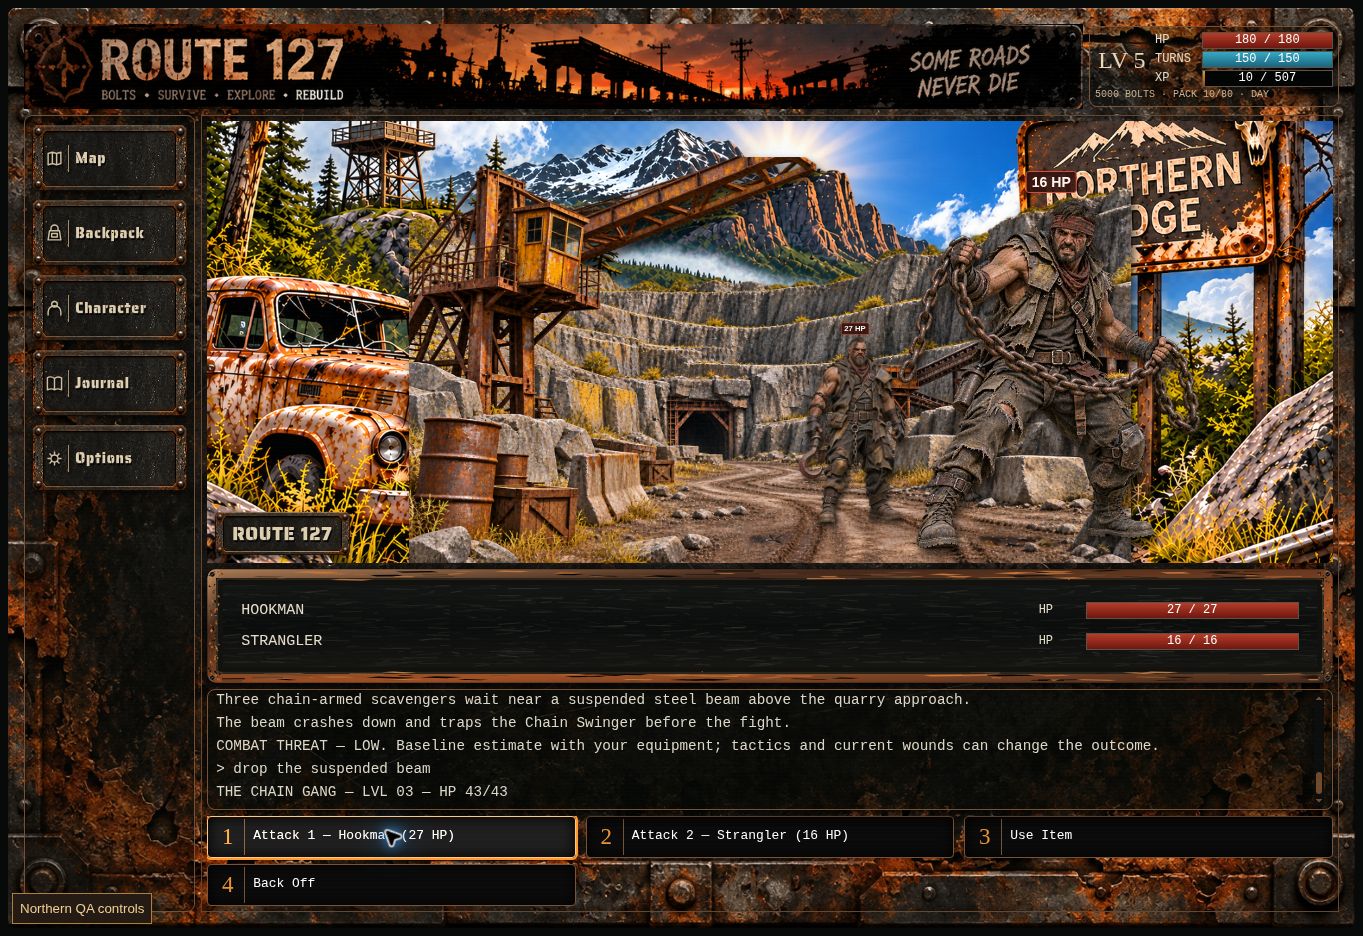 ROUTE 127
BOLTS • SURVIVE • EXPLORE • REBUILD
SOME ROADS
NEVER DIE
LV 5
HP 180 / 180
TURNS 150 / 150
XP 10 / 507
5000 BOLTS · PACK 10/80 · DAY
Map
Backpack
Character
Journal
Options
NORTHERN
DGE
16 HP
27 HP
ROUTE 127
HOOKMAN HP 27 / 27
STRANGLER HP 16 / 16
Three chain-armed scavengers wait near a suspended steel beam above the quarry approach.
The beam crashes down and traps the Chain Swinger before the fight.
COMBAT THREAT — LOW. Baseline estimate with your equipment; tactics and current wounds can change the outcome.
> drop the suspended beam
THE CHAIN GANG — LVL 03 — HP 43/43
1 Attack 1 — Hookman (27 HP)
2 Attack 2 — Strangler (16 HP)
3 Use Item
4 Back Off
Northern QA controls